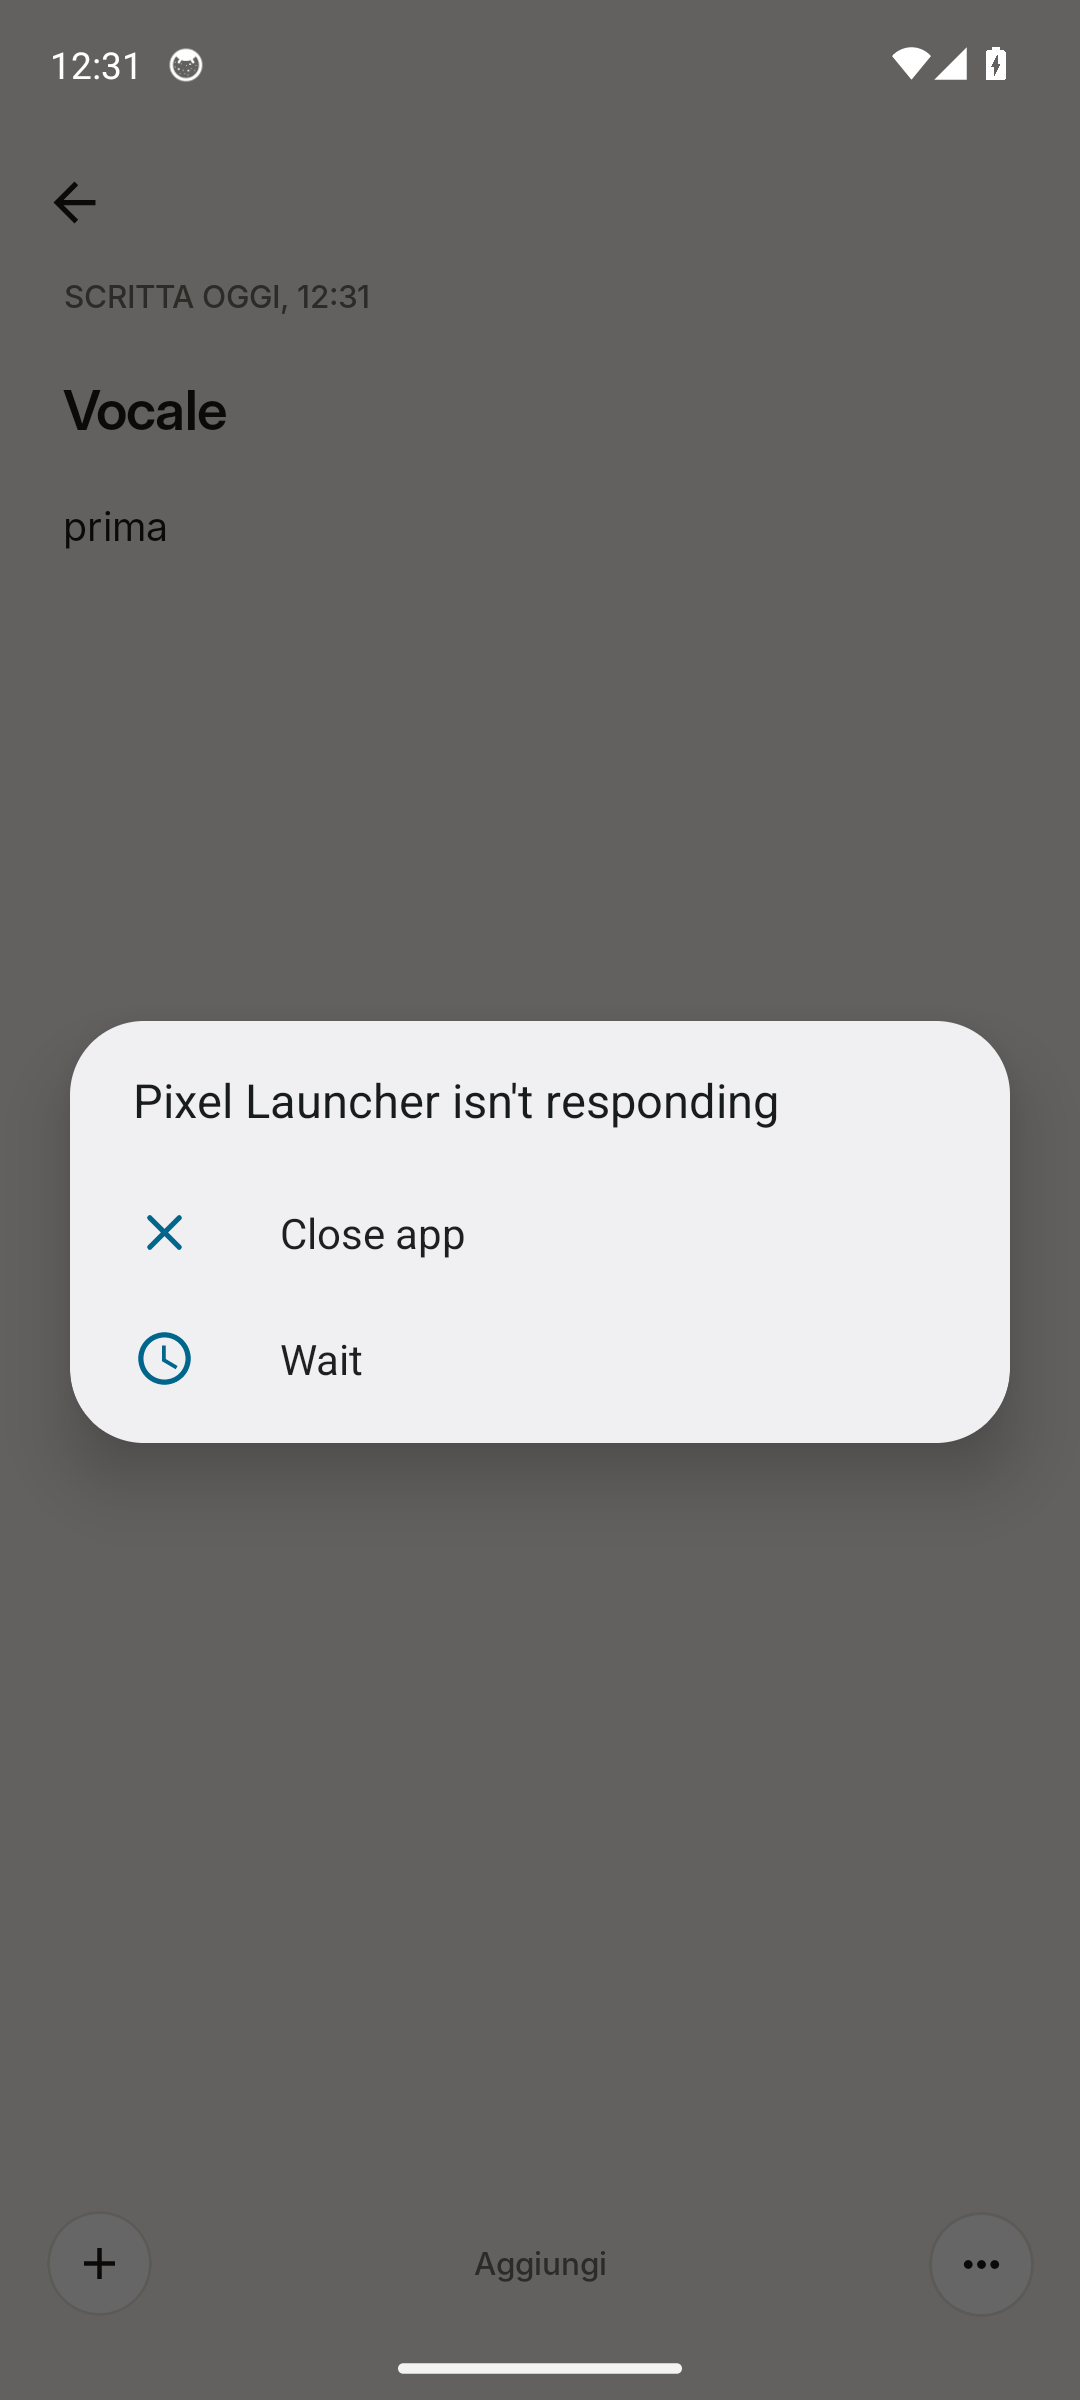 12:31
SCRITTA OGGI, 12:31
Vocale
prima
Pixel Launcher isn't responding
Close app
Wait
Aggiungi